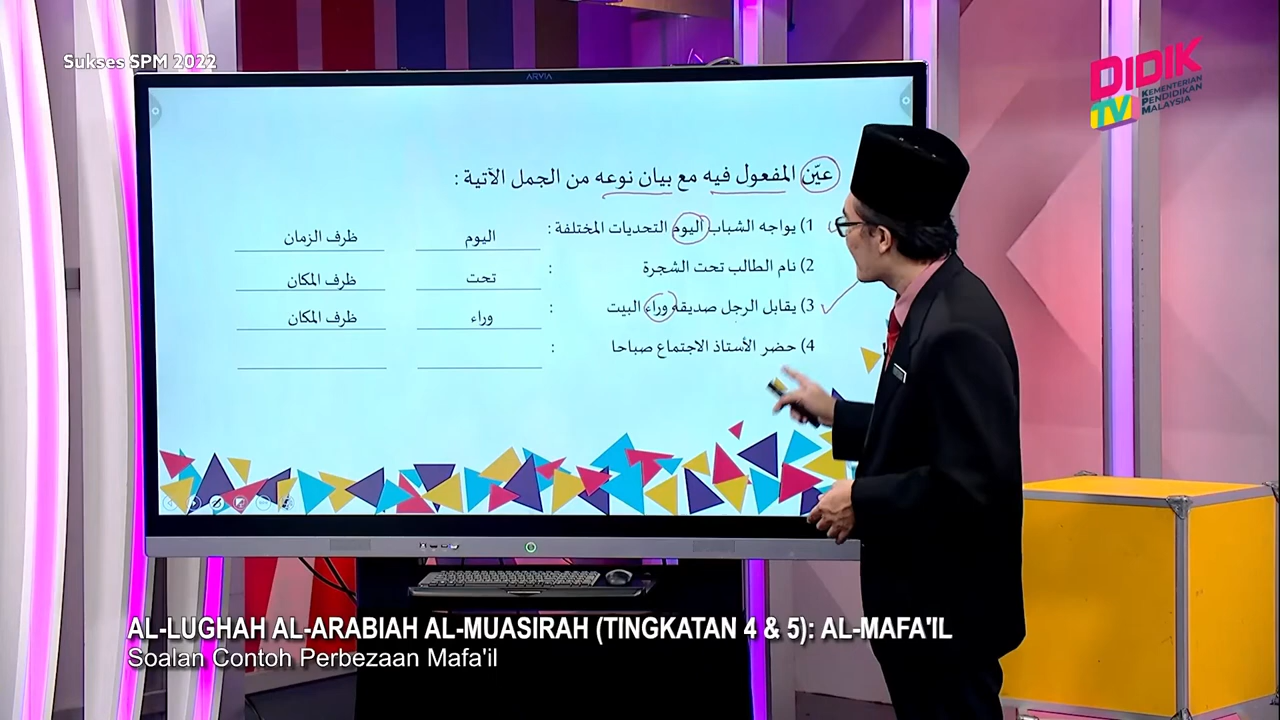 Sukses SPM 2022
DIDIK
TV
KEMENTERIAN
PENDIDIKAN
MALAYSIA
ARVIA
عيّن المفعول فيه مع بيان نوعه من الجمل الآتية :
1) يواجه الشباب اليوم التحديات المختلفة : اليوم ظرف الزمان
2) نام الطالب تحت الشجرة : تحت ظرف المكان
3) يقابل الرجل صديقه وراء البيت : وراء ظرف المكان
4) حضر الأستاذ الاجتماع صباحا :
AL-LUGHAH AL-ARABIAH AL-MUASIRAH (TINGKATAN 4 & 5): AL-MAFA'IL
Soalan Contoh Perbezaan Mafa'il